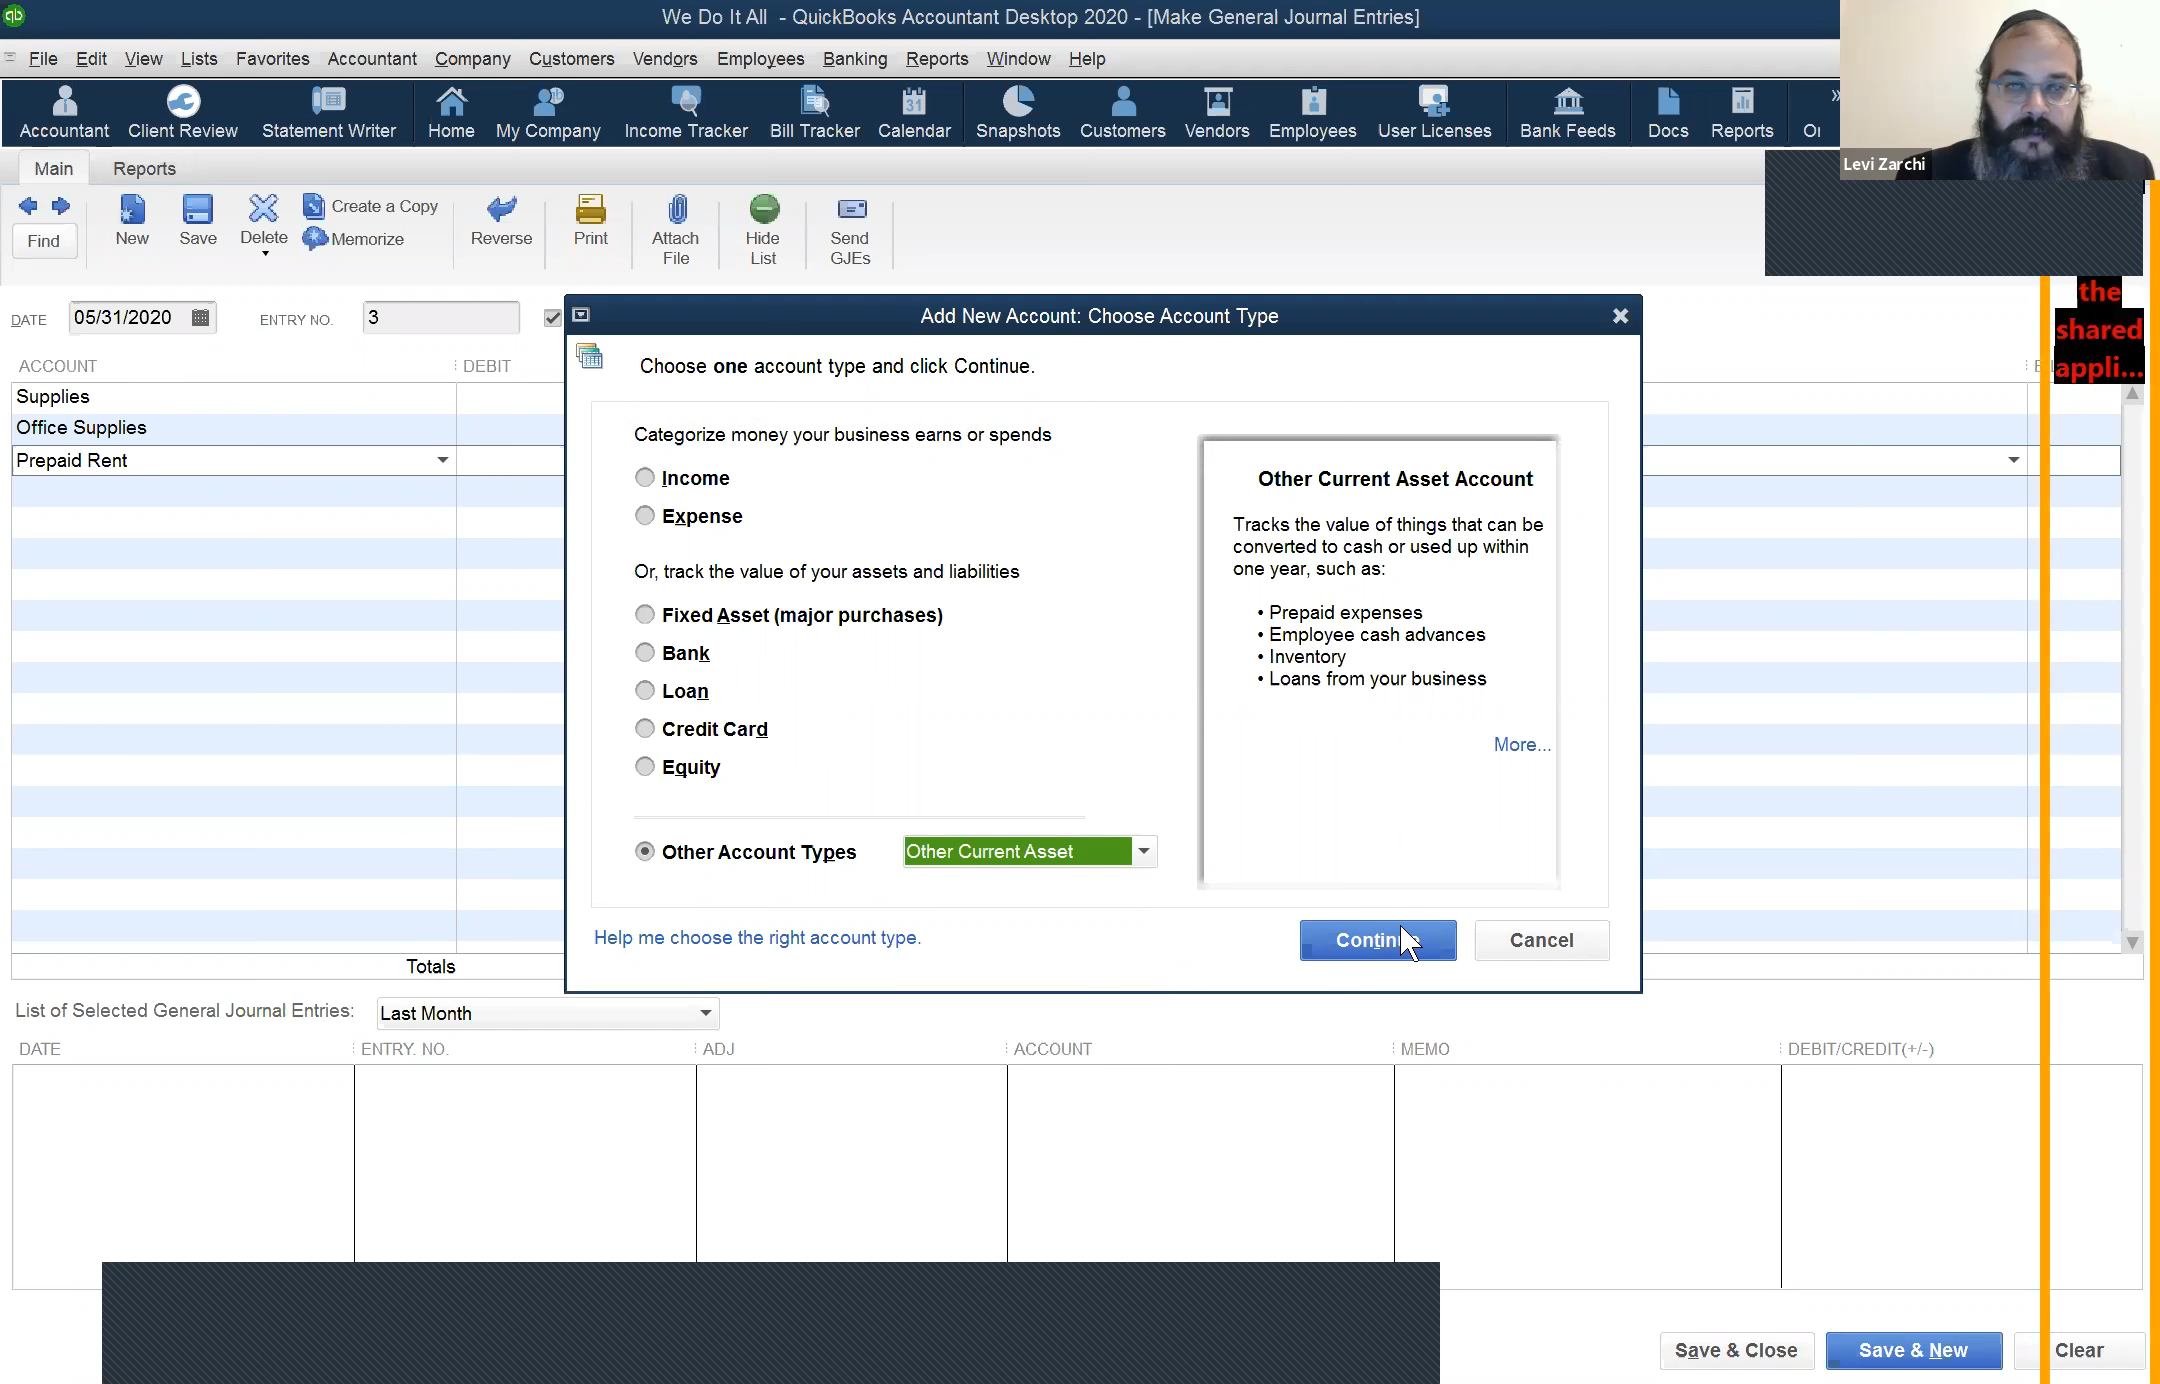 qb
We Do It All - QuickBooks Accountant Desktop 2020 - [Make General Journal Entries]
File Edit View Lists Favorites Accountant Company Customers Vendors Employees Banking Reports Window Help
Accountant Client Review Statement Writer Home My Company Income Tracker Bill Tracker Calendar Snapshots Customers Vendors Employees User Licenses Bank Feeds Docs Reports
31
Levi Zarchi
Main Reports
Find
New Save Delete Create a Copy
Memorize
Reverse Print Attach File Hide List Send GJEs
the
shared
appli...
DATE 05/31/2020 ENTRY NO. 3
ACCOUNT DEBIT
Supplies
Office Supplies
Prepaid Rent
Totals
Add New Account: Choose Account Type
Choose one account type and click Continue.
Categorize money your business earns or spends
Income
Expense
Or, track the value of your assets and liabilities
Fixed Asset (major purchases)
Bank
Loan
Credit Card
Equity
Other Account Types Other Current Asset
Other Current Asset Account
Tracks the value of things that can be
converted to cash or used up within
one year, such as:
• Prepaid expenses
• Employee cash advances
• Inventory
• Loans from your business
More...
Help me choose the right account type.
Continue Cancel
List of Selected General Journal Entries: Last Month
DATE ENTRY. NO. ADJ ACCOUNT MEMO DEBIT/CREDIT(+/-)
Save & Close Save & New Clear